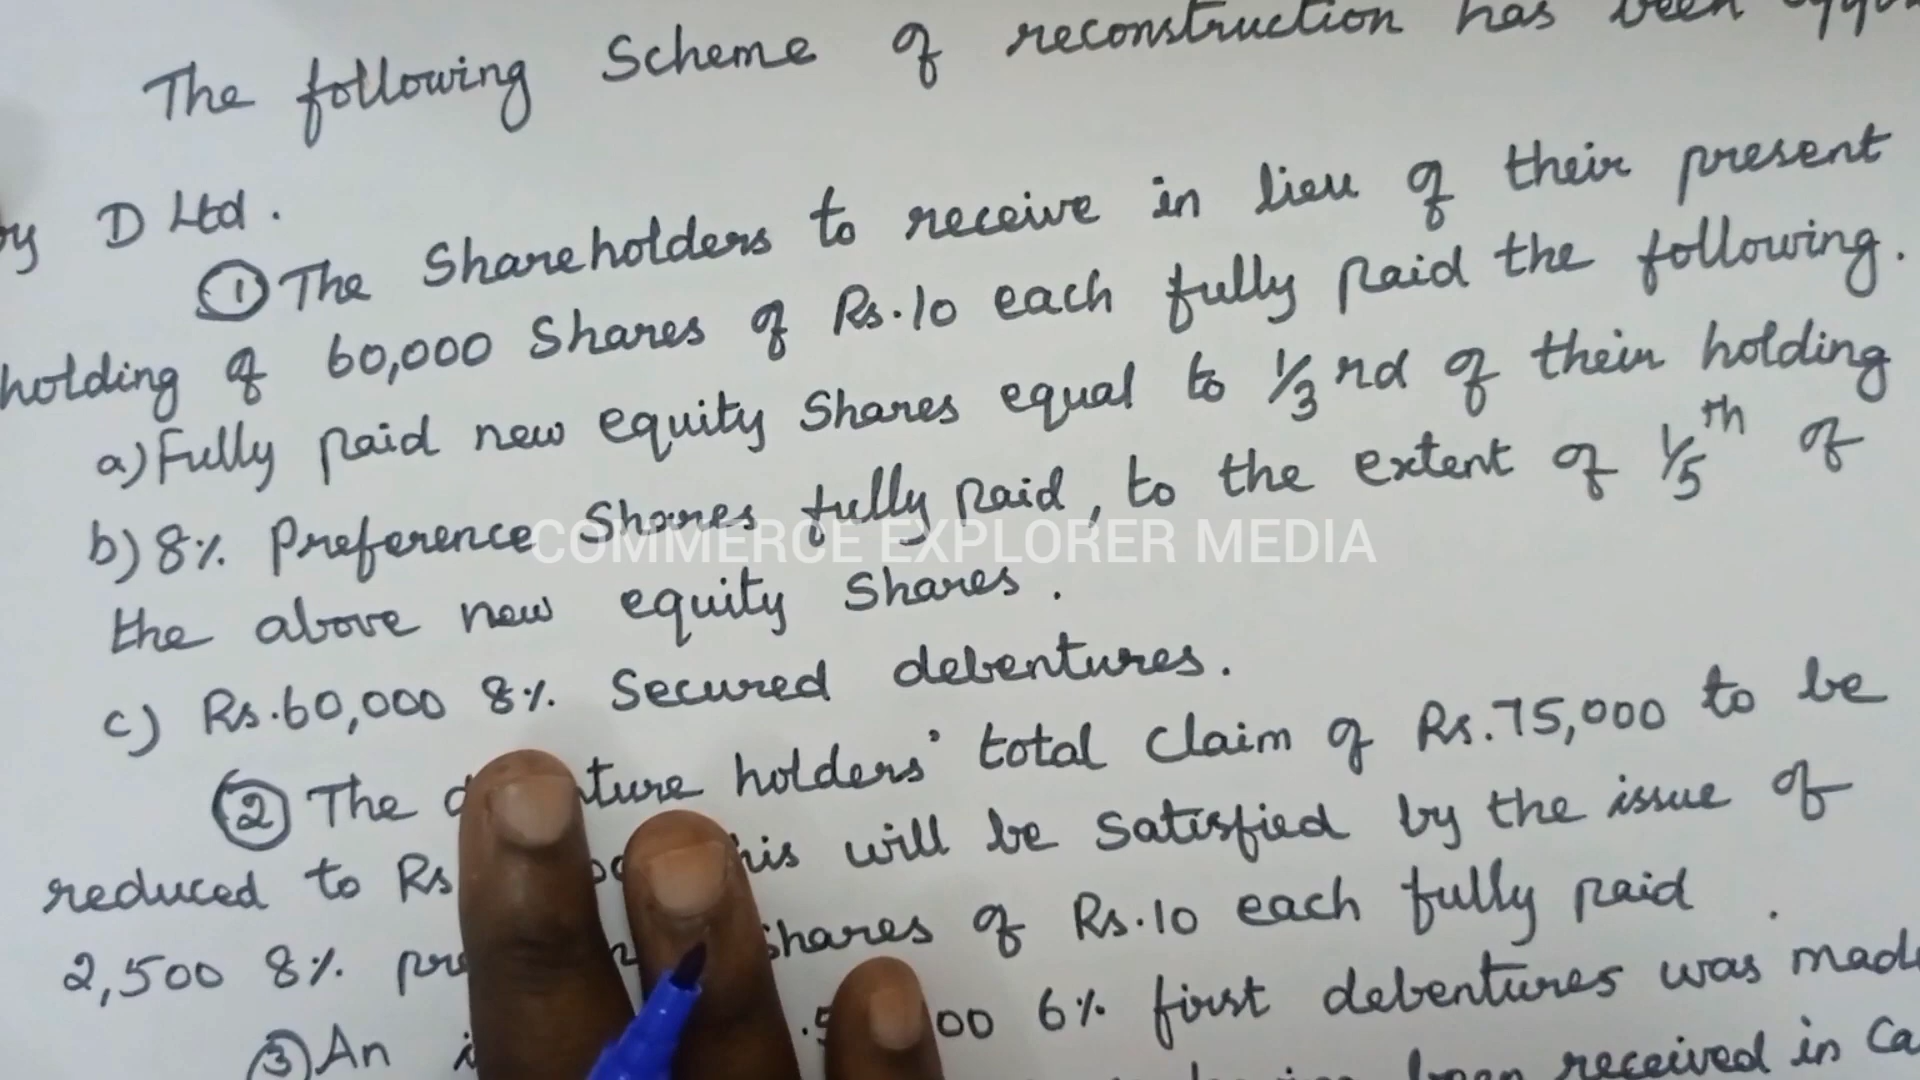 The following Scheme of reconstruction has been
by D Ltd.
① The Shareholders to receive in lieu of their present
holding of 60,000 Shares of Rs.10 each fully paid the following.
a) Fully paid new equity Shares equal to 1/3 rd of their holding
b) 8% Preference Shares fully paid, to the extent of 1/5th of
the above new equity Shares.
c) Rs.60,000 8% Secured debentures.
② The holders' total claim of Rs.75,000 to be
reduced to Rs will be Satisfied by the issue of
2,500 8% shares of Rs.10 each fully paid.
③ An 6% first debentures was made
been received in
COMMERCE EXPLORER MEDIA